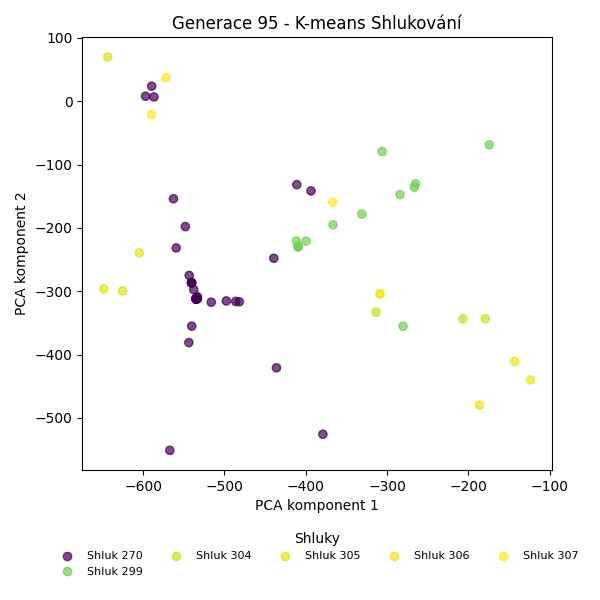 Generace 95 - K-means Shlukování
100
0
−100
−200
−300
−400
−500
PCA komponent 2
−600 −500 −400 −300 −200 −100
PCA komponent 1
Shluky
Shluk 270 Shluk 304 Shluk 305 Shluk 306 Shluk 307
Shluk 299